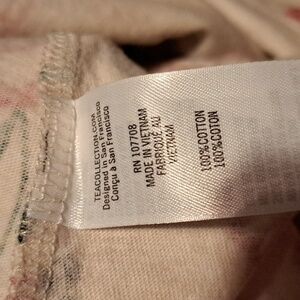 TEACOLLECTION.COM
Designed in San Francisco
Conçu à San Francisco
RN 107708
MADE IN VIETNAM
FABRIQUÉ AU
VIETNAM
100% COTTON
100% COTON